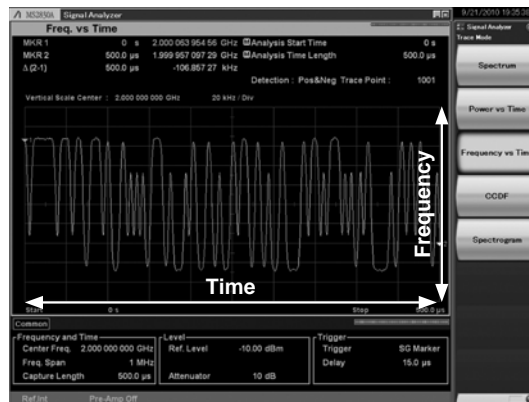 MS2830A Signal Analyzer
9/21/2010 19:25:38
Freq. vs Time
Signal Analyzer
Trace Mode
MKR 1 0 s 2.000 063 954 56 GHz Analysis Start Time 0 s
MKR 2 500.0 µs 1.999 957 097 29 GHz Analysis Time Length 500.0 µs
Δ (2-1) 500.0 µs -106.857 27 kHz
Detection : Pos&Neg Trace Point : 1001
Vertical Scale Center : 2.000 000 000 GHz 20 kHz / Div
Spectrum
Power vs Time
Frequency vs Time
CCDF
Spectrogram
Frequency
Time
Start 0 s Stop 500.0 µs
Common
Frequency and Time
Center Freq. 2.000 000 000 GHz
Freq. Span 1 MHz
Capture Length 500.0 µs
Level
Ref. Level -10.00 dBm
Attenuator 10 dB
Trigger
Trigger SG Marker
Delay 15.0 µs
Ref.Int Pre-Amp Off